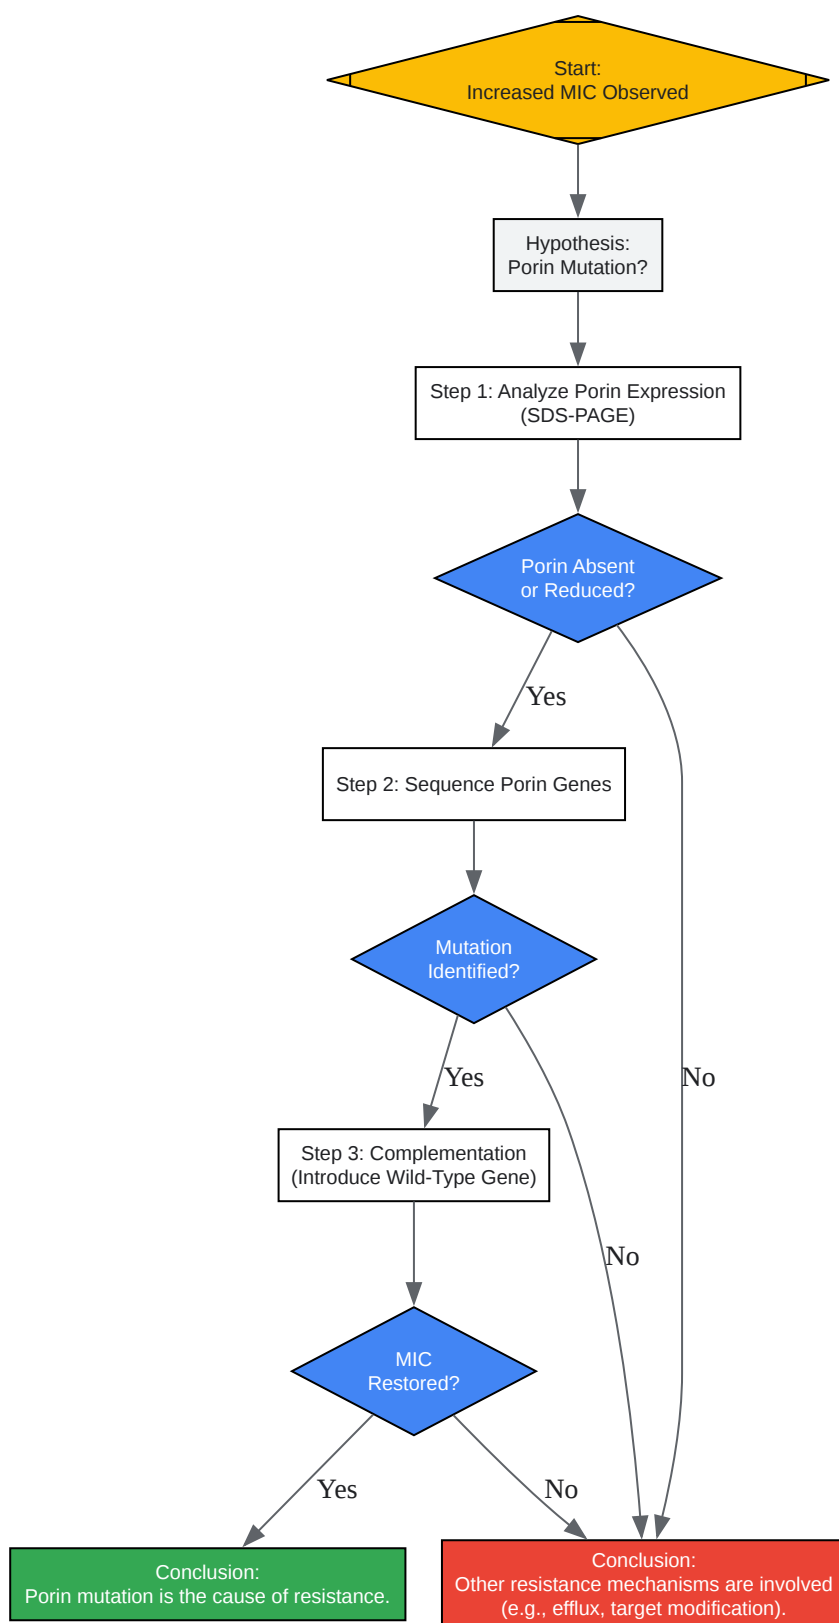 Start:
Increased MIC Observed
Hypothesis:
Porin Mutation?
Step 1: Analyze Porin Expression
(SDS-PAGE)
Porin Absent
or Reduced?
Yes
Step 2: Sequence Porin Genes
Mutation
Identified?
Yes
No
Step 3: Complementation
(Introduce Wild-Type Gene)
No
MIC
Restored?
Yes
No
Conclusion:
Porin mutation is the cause of resistance.
Conclusion:
Other resistance mechanisms are involved
(e.g., efflux, target modification).